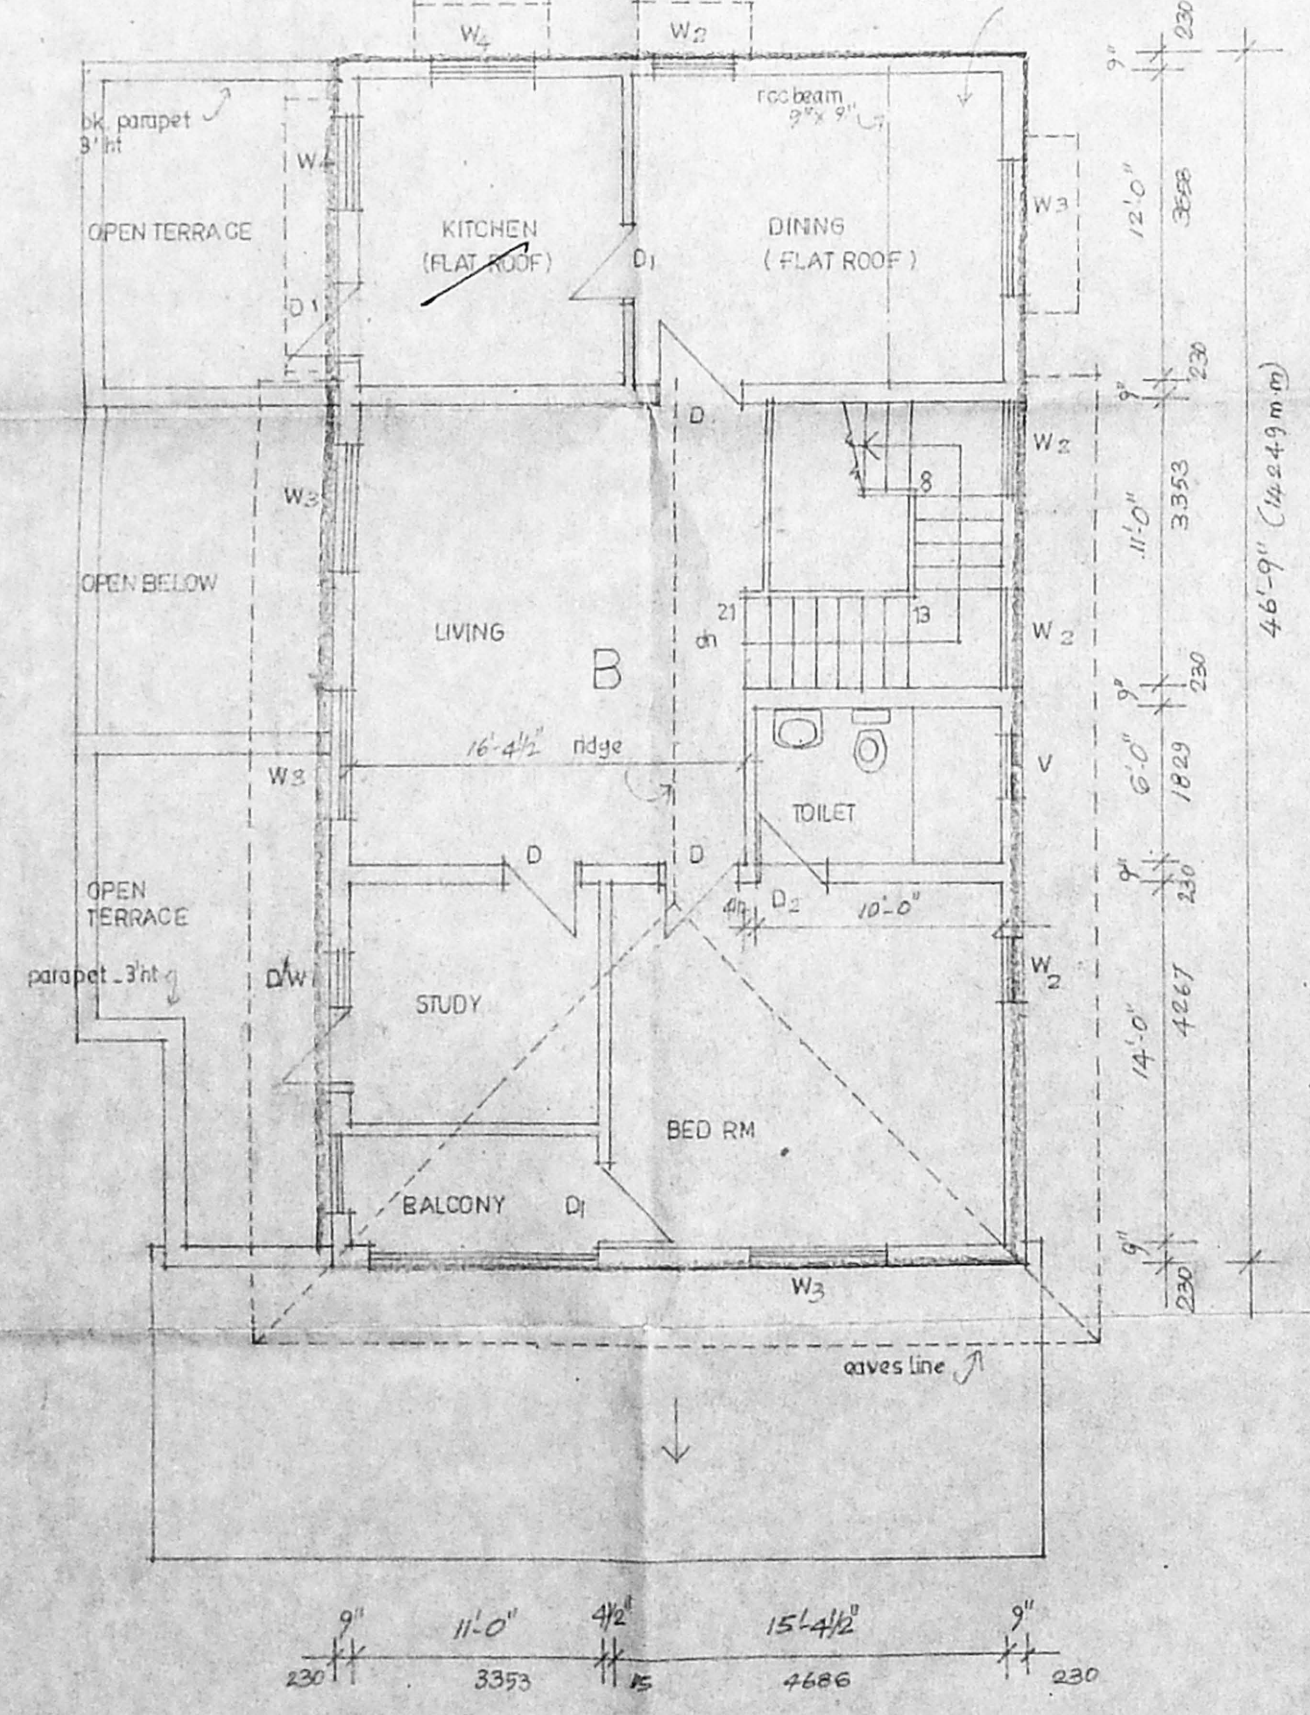 W4
W2
230
9"
rcc beam
9" x 9"
bk. parapet
3' ht
W4
OPEN TERRACE
KITCHEN
(FLAT ROOF)
DINING
(FLAT ROOF)
D1
D1
W3
12'-0"
3658
230
9"
D
W2
8
W3
11'-0"
3353
46'-9" (14249 m.m)
OPEN BELOW
LIVING
B
21
13
dn
W2
9"
230
16'-4½"
ridge
W3
TOILET
V
6'-0"
1829
D
D
9"
230
OPEN
TERRACE
4½
D2
10'-0"
parapet_3'ht
D/W
STUDY
W2
14'-0"
4267
BED RM
BALCONY
D1
9"
230
W3
eaves line
9"
11'-0"
4½"
15'-4½"
9"
230
3353
115
4686
230